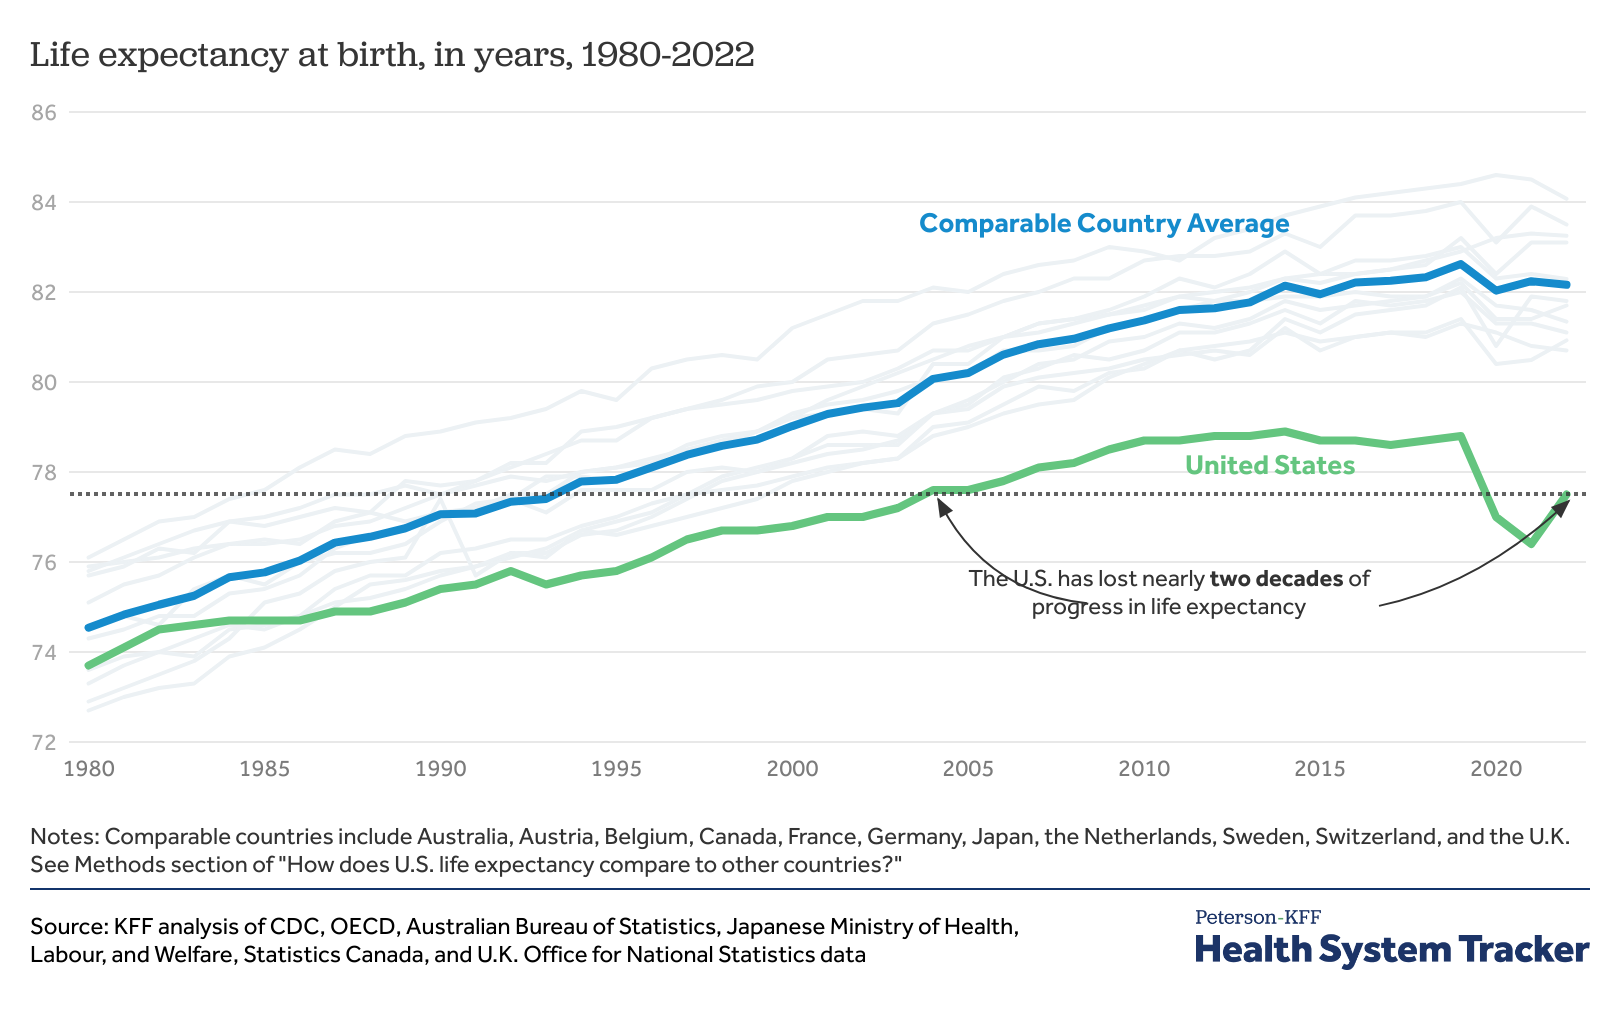 Life expectancy at birth, in years, 1980-2022
86
84
Comparable Country Average
82
80
78
United States
76
The U.S. has lost nearly two decades of
progress in life expectancy
74
72
1980 1985 1990 1995 2000 2005 2010 2015 2020
Notes: Comparable countries include Australia, Austria, Belgium, Canada, France, Germany, Japan, the Netherlands, Sweden, Switzerland, and the U.K.
See Methods section of "How does U.S. life expectancy compare to other countries?"
Source: KFF analysis of CDC, OECD, Australian Bureau of Statistics, Japanese Ministry of Health,
Labour, and Welfare, Statistics Canada, and U.K. Office for National Statistics data
Peterson-KFF
Health System Tracker